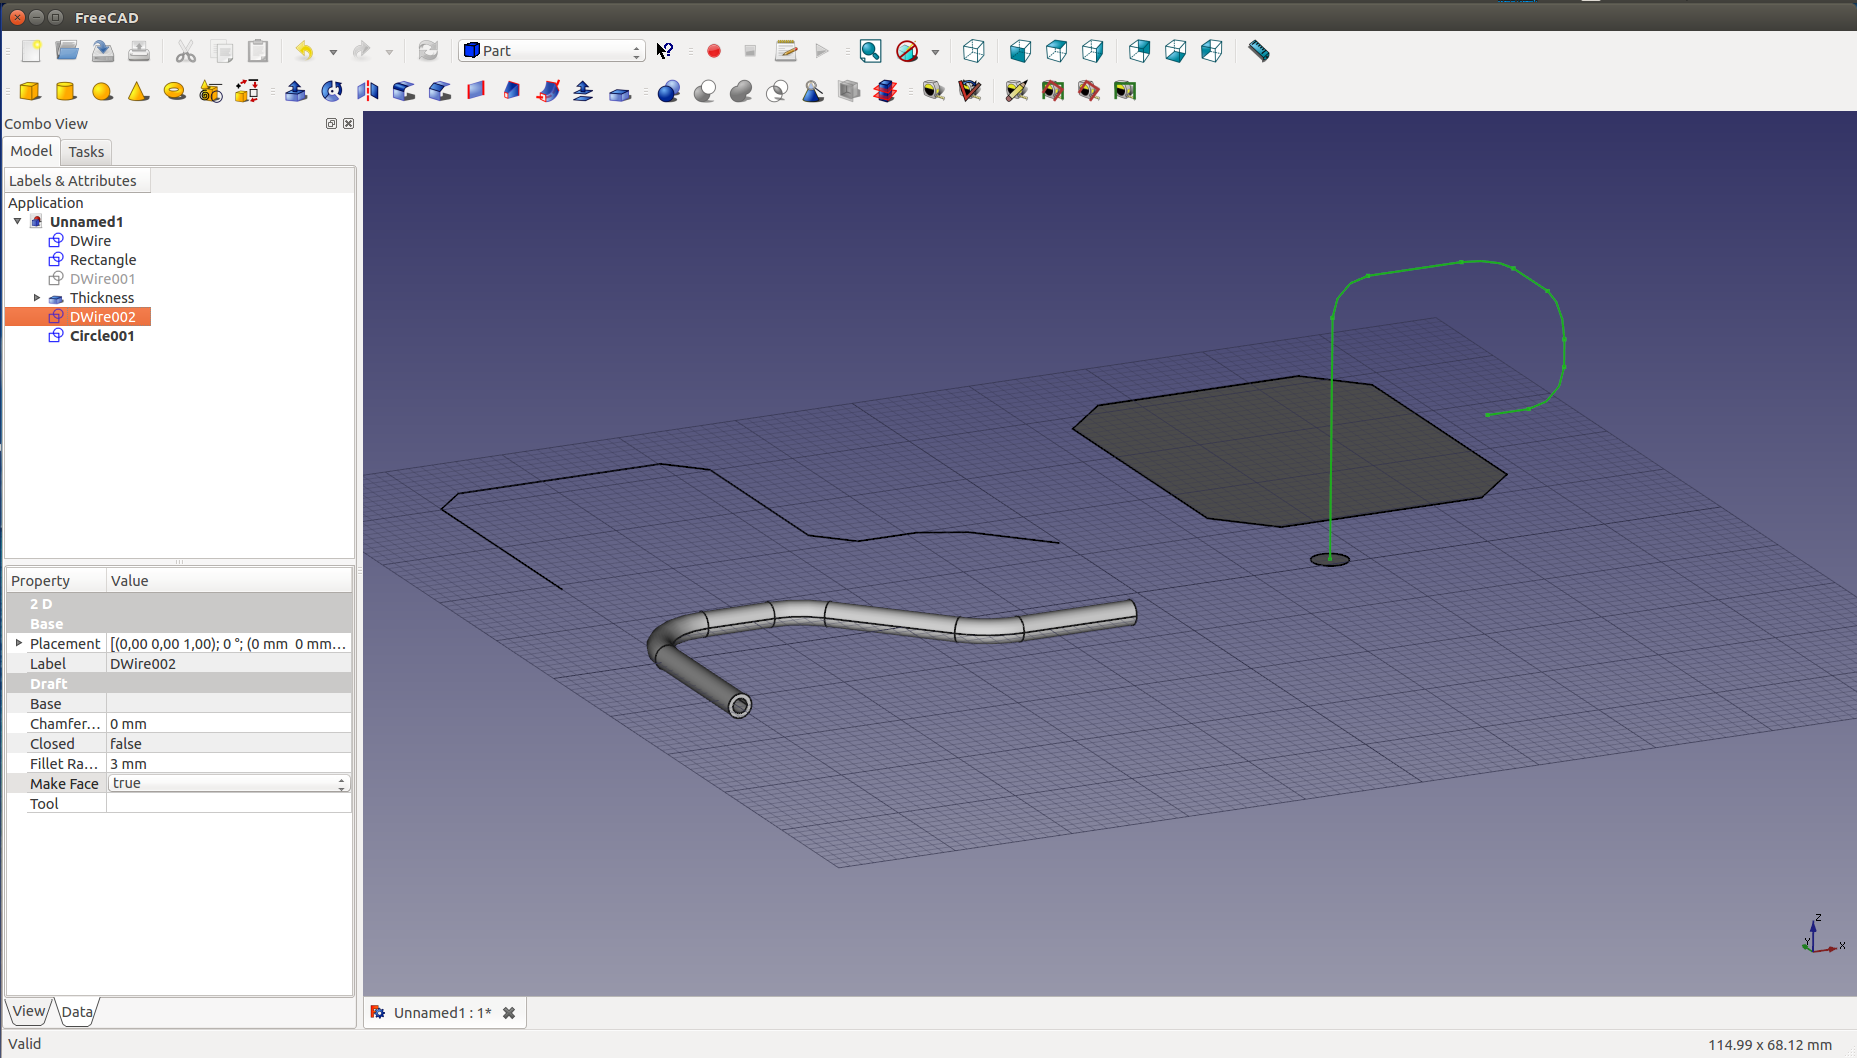 FreeCAD
Part
Combo View
Model
Tasks
Labels & Attributes
Application
Unnamed1
DWire
Rectangle
DWire001
Thickness
DWire002
Circle001
Property Value
2 D
Base
Placement [(0,00 0,00 1,00); 0 °; (0 mm 0 mm...
Label DWire002
Draft
Base
Chamfer... 0 mm
Closed false
Fillet Ra... 3 mm
Make Face true
Tool
View
Data
Z
Y
X
Unnamed1 : 1*
Valid
114.99 x 68.12 mm